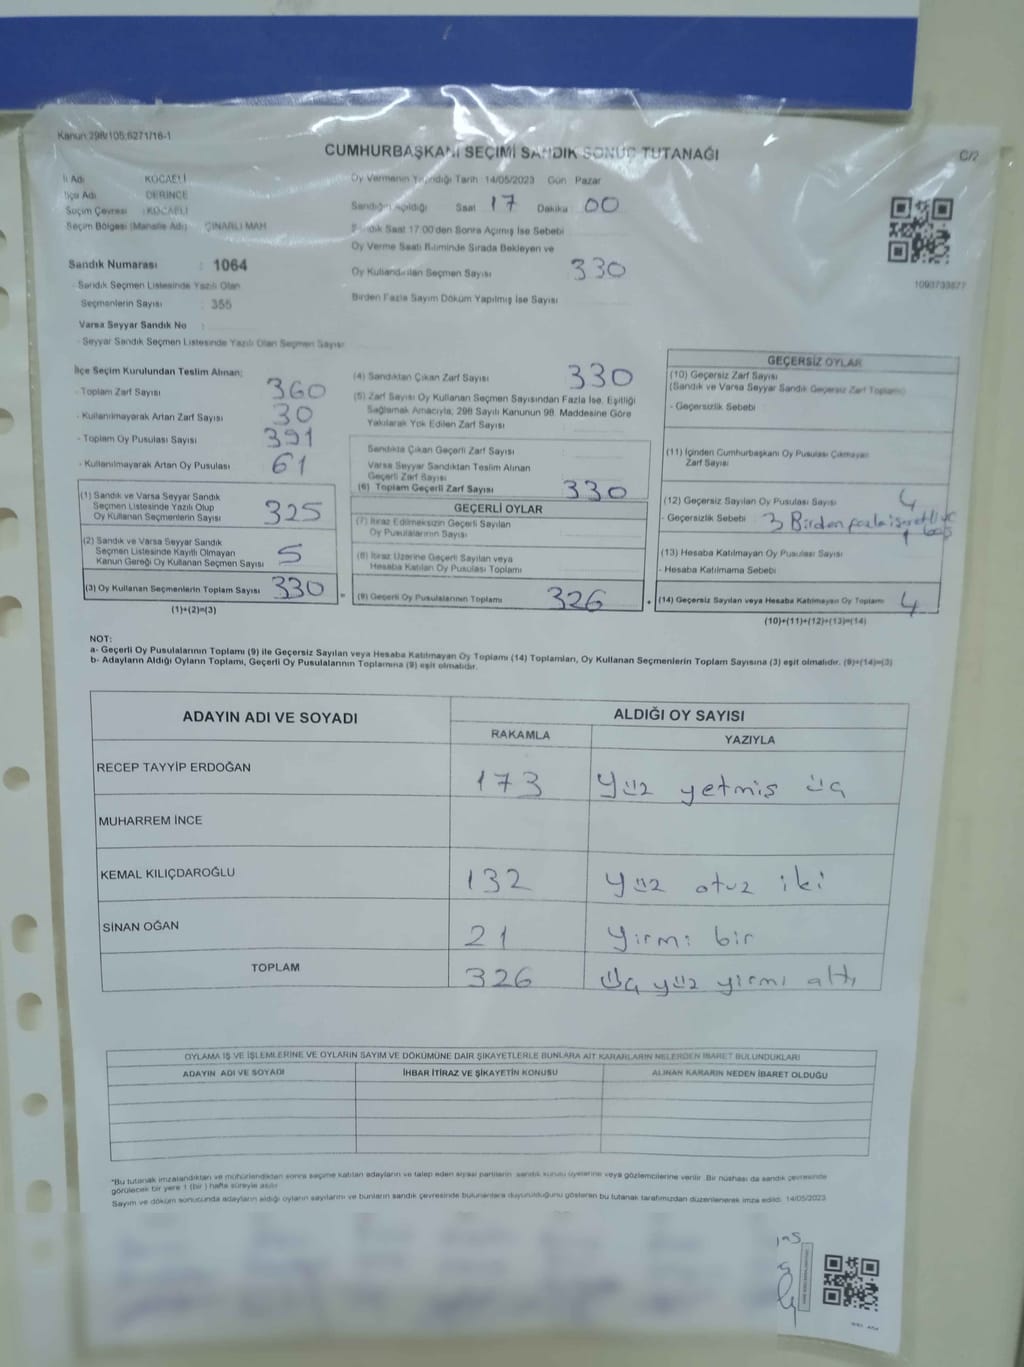 Kanun 298/105;6271/16-1
CUMHURBAŞKANI SEÇİMİ SANDIK SONUÇ TUTANAĞI
C/2
İl Adı KOCAELİ
İlçe Adı DERİNCE
Seçim Çevresi : KOCAELİ
Seçim Bölgesi (Mahalle Adı) : ÇINARLI MAH
Sandık Numarası : 1064
- Sandık Seçmen Listesinde Yazılı Olan
Seçmenlerin Sayısı : 355
Varsa Seyyar Sandık No :
- Seyyar Sandık Seçmen Listesinde Yazılı Olan Seçmen Sayısı:
Oy Vermenin Yapıldığı Tarih 14/05/2023 Gün Pazar
Sandığın Açıldığı Saat 17 Dakika 00
Sandık Saat 17:00'den Sonra Açılmış İse Sebebi
Oy Verme Saati Bitiminde Sırada Bekleyen ve
Oy Kullandırılan Seçmen Sayısı 330
Birden Fazla Sayım Döküm Yapılmış İse Sayısı
1093733877
İlçe Seçim Kurulundan Teslim Alınan;
- Toplam Zarf Sayısı 360
- Kullanılmayarak Artan Zarf Sayısı 30
- Toplam Oy Pusulası Sayısı 391
- Kullanılmayarak Artan Oy Pusulası 61
(1) Sandık ve Varsa Seyyar Sandık
Seçmen Listesinde Yazılı Olup
Oy Kullanan Seçmenlerin Sayısı 325
(2) Sandık ve Varsa Seyyar Sandık
Seçmen Listesinde Kayıtlı Olmayan
Kanun Gereği Oy Kullanan Seçmen Sayısı 5
(3) Oy Kullanan Seçmenlerin Toplam Sayısı 330 =
(1)+(2)=(3)
(4) Sandıktan Çıkan Zarf Sayısı 330
(5) Zarf Sayısı Oy Kullanan Seçmen Sayısından Fazla İse, Eşitliği
Sağlamak Amacıyla, 298 Sayılı Kanunun 98. Maddesine Göre
Yakılarak Yok Edilen Zarf Sayısı
Sandıkta Çıkan Geçerli Zarf Sayısı
Varsa Seyyar Sandıktan Teslim Alınan
Geçerli Zarf Sayısı
(6) Toplam Geçerli Zarf Sayısı 330
GEÇERLİ OYLAR
(7) İtiraz Edilmeksizin Geçerli Sayılan
Oy Pusulalarının Sayısı
(8) İtiraz Üzerine Geçerli Sayılan veya
Hesaba Katılan Oy Pusulası Toplamı
(9) Geçerli Oy Pusulalarının Toplamı 326 +
GEÇERSİZ OYLAR
(10) Geçersiz Zarf Sayısı
(Sandık ve Varsa Seyyar Sandık Geçersiz Zarf Toplamı)
- Geçersizlik Sebebi
(11) İçinden Cumhurbaşkanı Oy Pusulası Çıkmayan
Zarf Sayısı
(12) Geçersiz Sayılan Oy Pusulası Sayısı 4
- Geçersizlik Sebebi 3 Birden fazla işaretli ve
1 boş
(13) Hesaba Katılmayan Oy Pusulası Sayısı
- Hesaba Katılmama Sebebi
(14) Geçersiz Sayılan veya Hesaba Katılmayan Oy Toplamı 4
(10)+(11)+(12)+(13)=(14)
NOT:
a- Geçerli Oy Pusulalarının Toplamı (9) ile Geçersiz Sayılan veya Hesaba Katılmayan Oy Toplamı (14) Toplamları, Oy Kullanan Seçmenlerin Toplam Sayısına (3) eşit olmalıdır. (9)+(14)=(3)
b- Adayların Aldığı Oyların Toplamı, Geçerli Oy Pusulalarının Toplamına (9) eşit olmalıdır.
ADAYIN ADI VE SOYADI ALDIĞI OY SAYISI
RAKAMLA YAZIYLA
RECEP TAYYİP ERDOĞAN 173 Yüz yetmiş üç
MUHARREM İNCE
KEMAL KILIÇDAROĞLU 132 Yüz otuz iki
SİNAN OĞAN 21 Yirmi bir
TOPLAM 326 Üç yüz yirmi altı
OYLAMA İŞ VE İŞLEMLERİNE VE OYLARIN SAYIM VE DÖKÜMÜNE DAİR ŞİKAYETLERLE BUNLARA AİT KARARLARIN NELERDEN İBARET BULUNDUKLARI
ADAYIN ADI VE SOYADI İHBAR İTİRAZ VE ŞİKAYETİN KONUSU ALINAN KARARIN NEDEN İBARET OLDUĞU
*Bu tutanak imzalandıktan ve mühürlendikten sonra seçime katılan adayların ve talep eden siyasi partilerin sandık kurulu üyelerine veya gözlemcilerine verilir. Bir nüshası da sandık çevresinde
görülecek bir yere 1 (bir) hafta süreyle asılır.
Sayım ve döküm sonucunda adayların aldığı oyların sayılarını ve bunların sandık çevresinde bulunanlara duyurulduğunu gösteren bu tutanak tarafımızdan düzenlenerek imza edildi. 14/05/2023